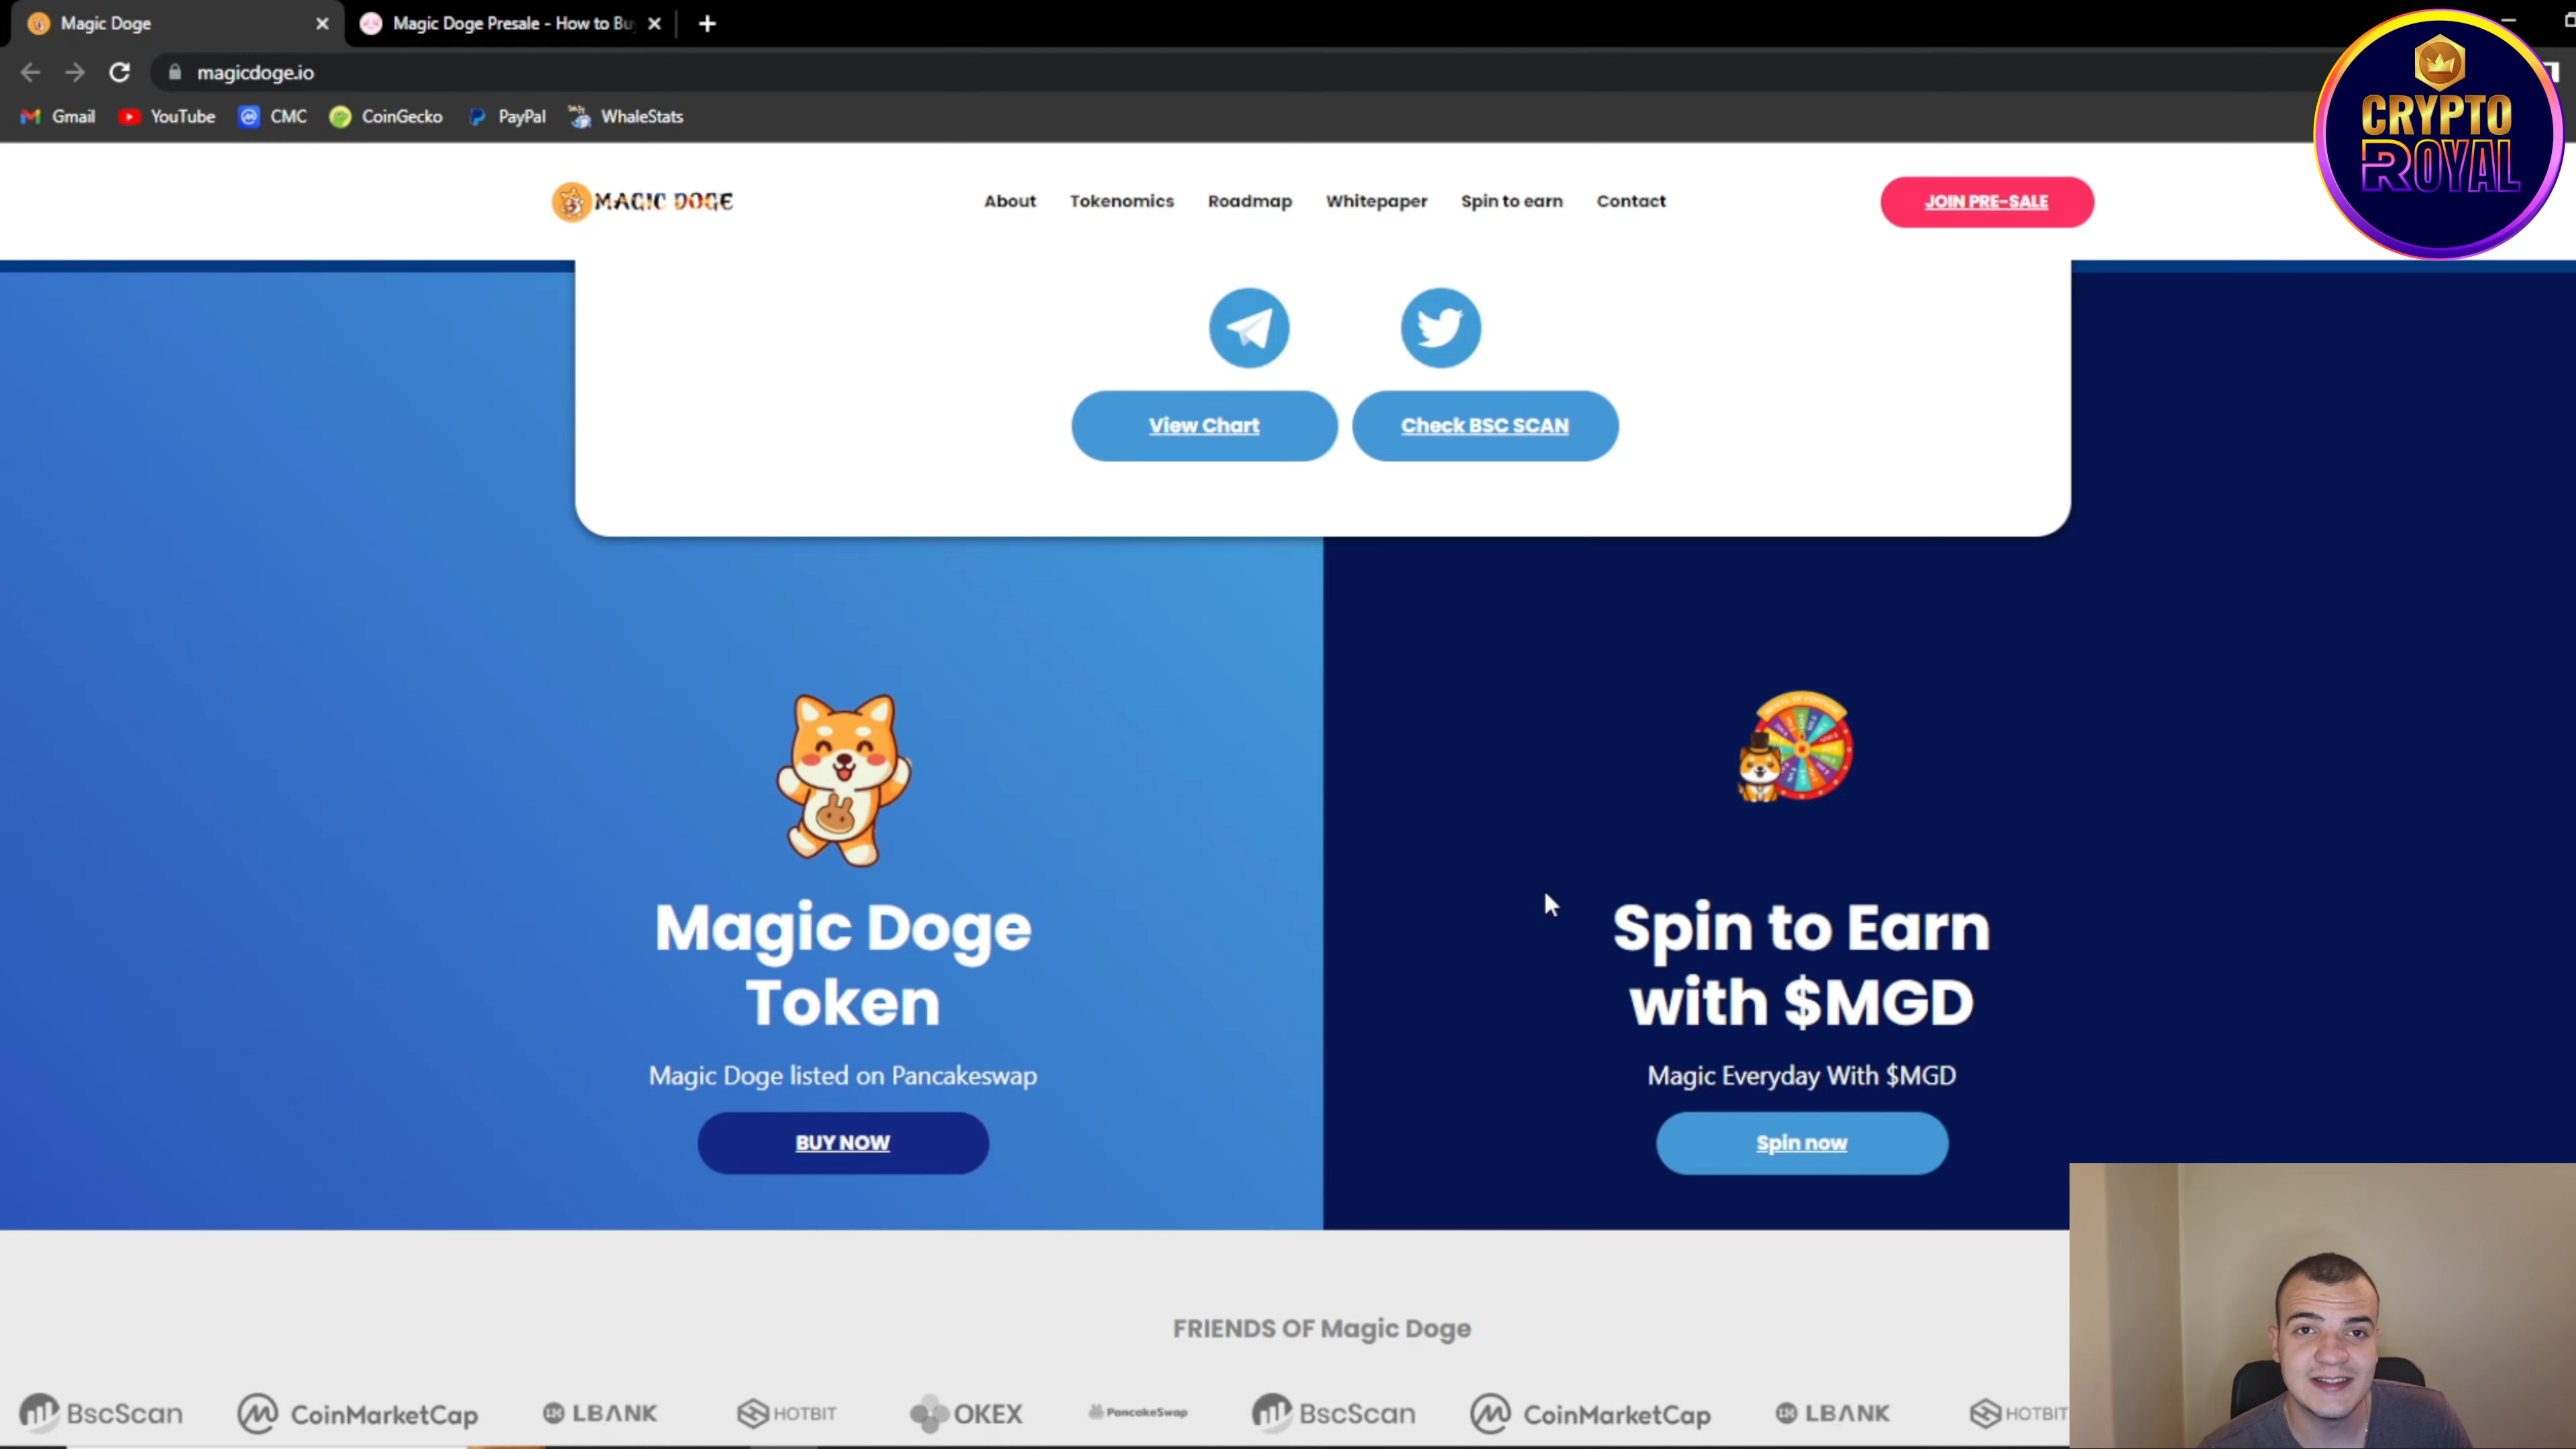 Magic Doge
Magic Doge Presale - How to Bu
magicdoge.io
Gmail YouTube CMC CoinGecko PayPal WhaleStats
CRYPTO
ROYAL
MAGIC DOGE
About Tokenomics Roadmap Whitepaper Spin to earn Contact
JOIN PRE-SALE
View Chart Check BSC SCAN
Magic Doge
Token
Magic Doge listed on Pancakeswap
BUY NOW
Spin to Earn
with $MGD
Magic Everyday With $MGD
Spin now
FRIENDS OF Magic Doge
BscScan CoinMarketCap LBANK HOTBIT OKEX PancakeSwap BscScan CoinMarketCap LBANK HOTBIT